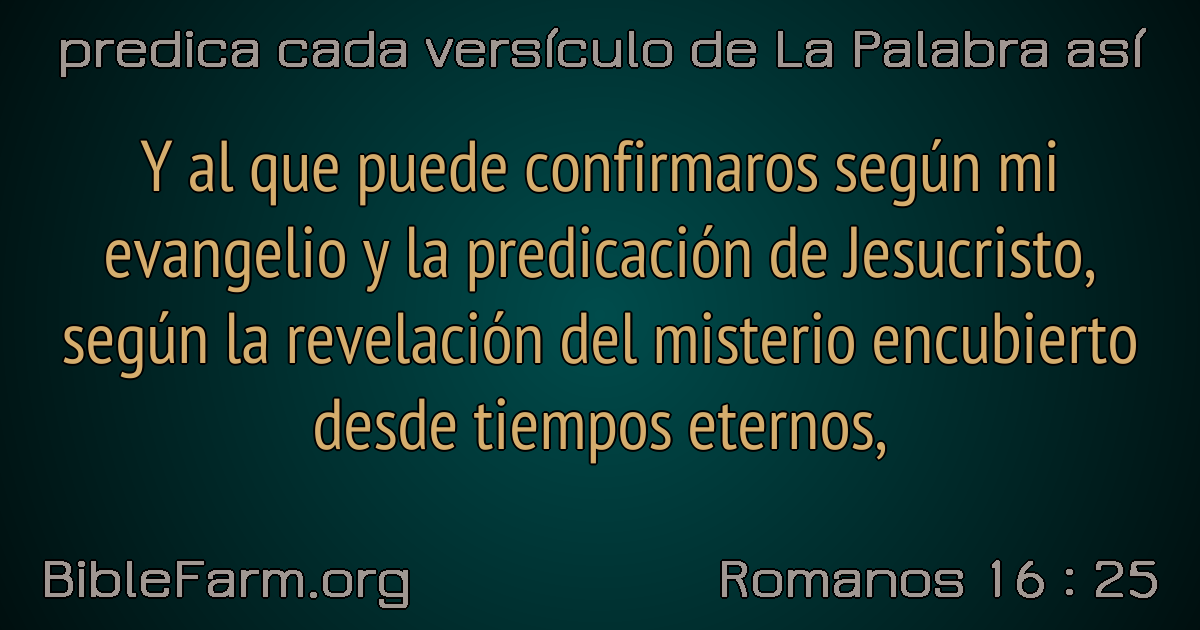 predica cada versículo de La Palabra así
Y al que puede confirmaros según mi
evangelio y la predicación de Jesucristo,
según la revelación del misterio encubierto
desde tiempos eternos,
BibleFarm.org
Romanos 16 : 25